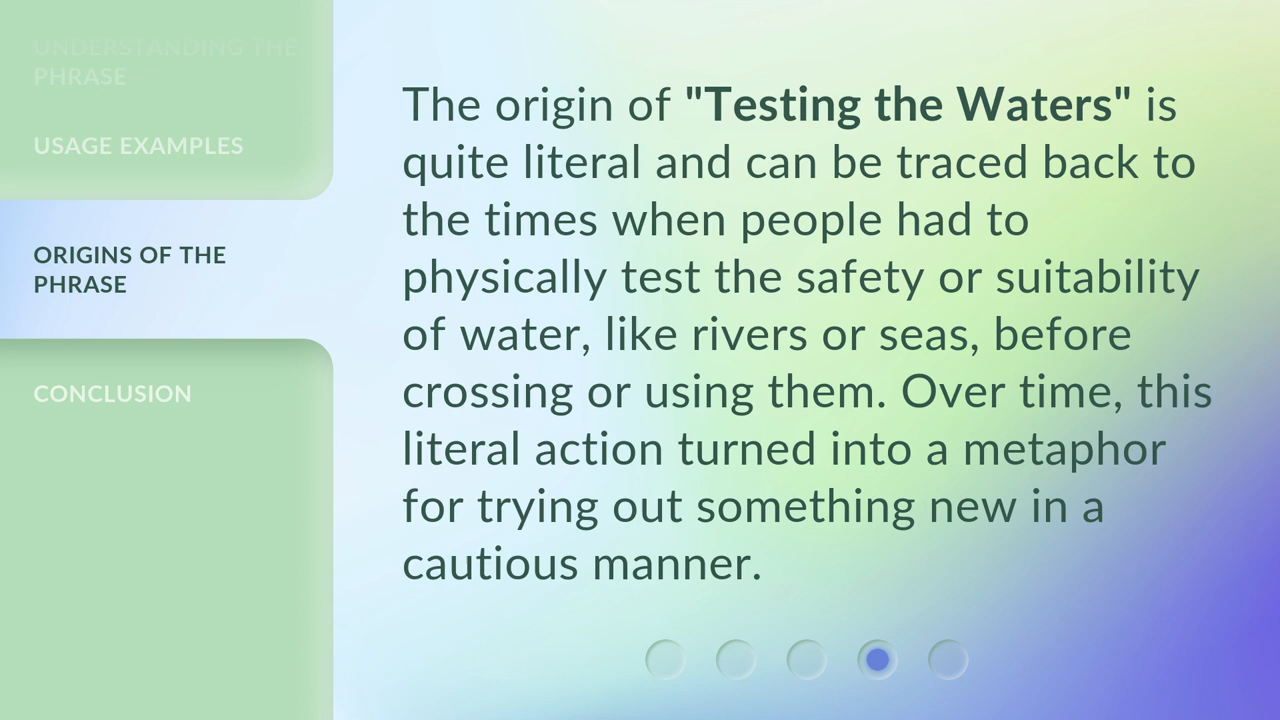 UNDERSTANDING THE
PHRASE
USAGE EXAMPLES
ORIGINS OF THE
PHRASE
CONCLUSION
The origin of "Testing the Waters" is
quite literal and can be traced back to
the times when people had to
physically test the safety or suitability
of water, like rivers or seas, before
crossing or using them. Over time, this
literal action turned into a metaphor
for trying out something new in a
cautious manner.